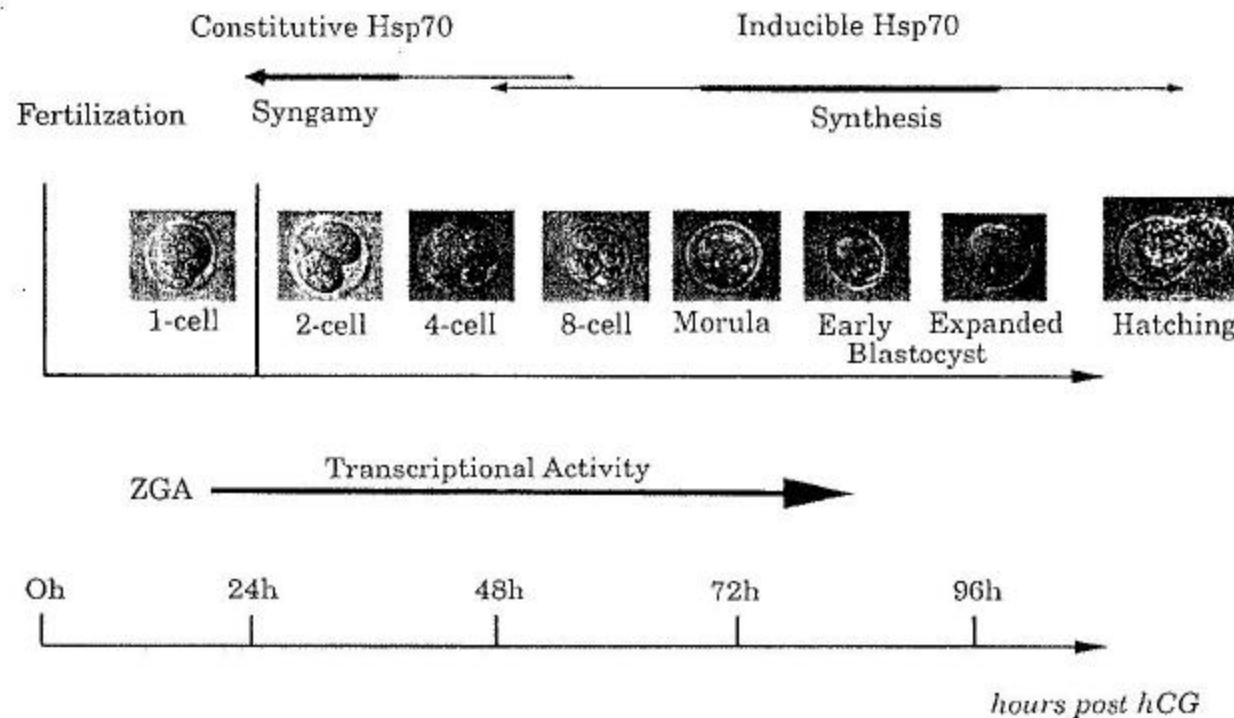 Constitutive Hsp70 Inducible Hsp70
Fertilization Syngamy Synthesis
1-cell 2-cell 4-cell 8-cell Morula Early Expanded Hatching
Blastocyst
Transcriptional Activity
ZGA
Oh 24h 48h 72h 96h
hours post hCG